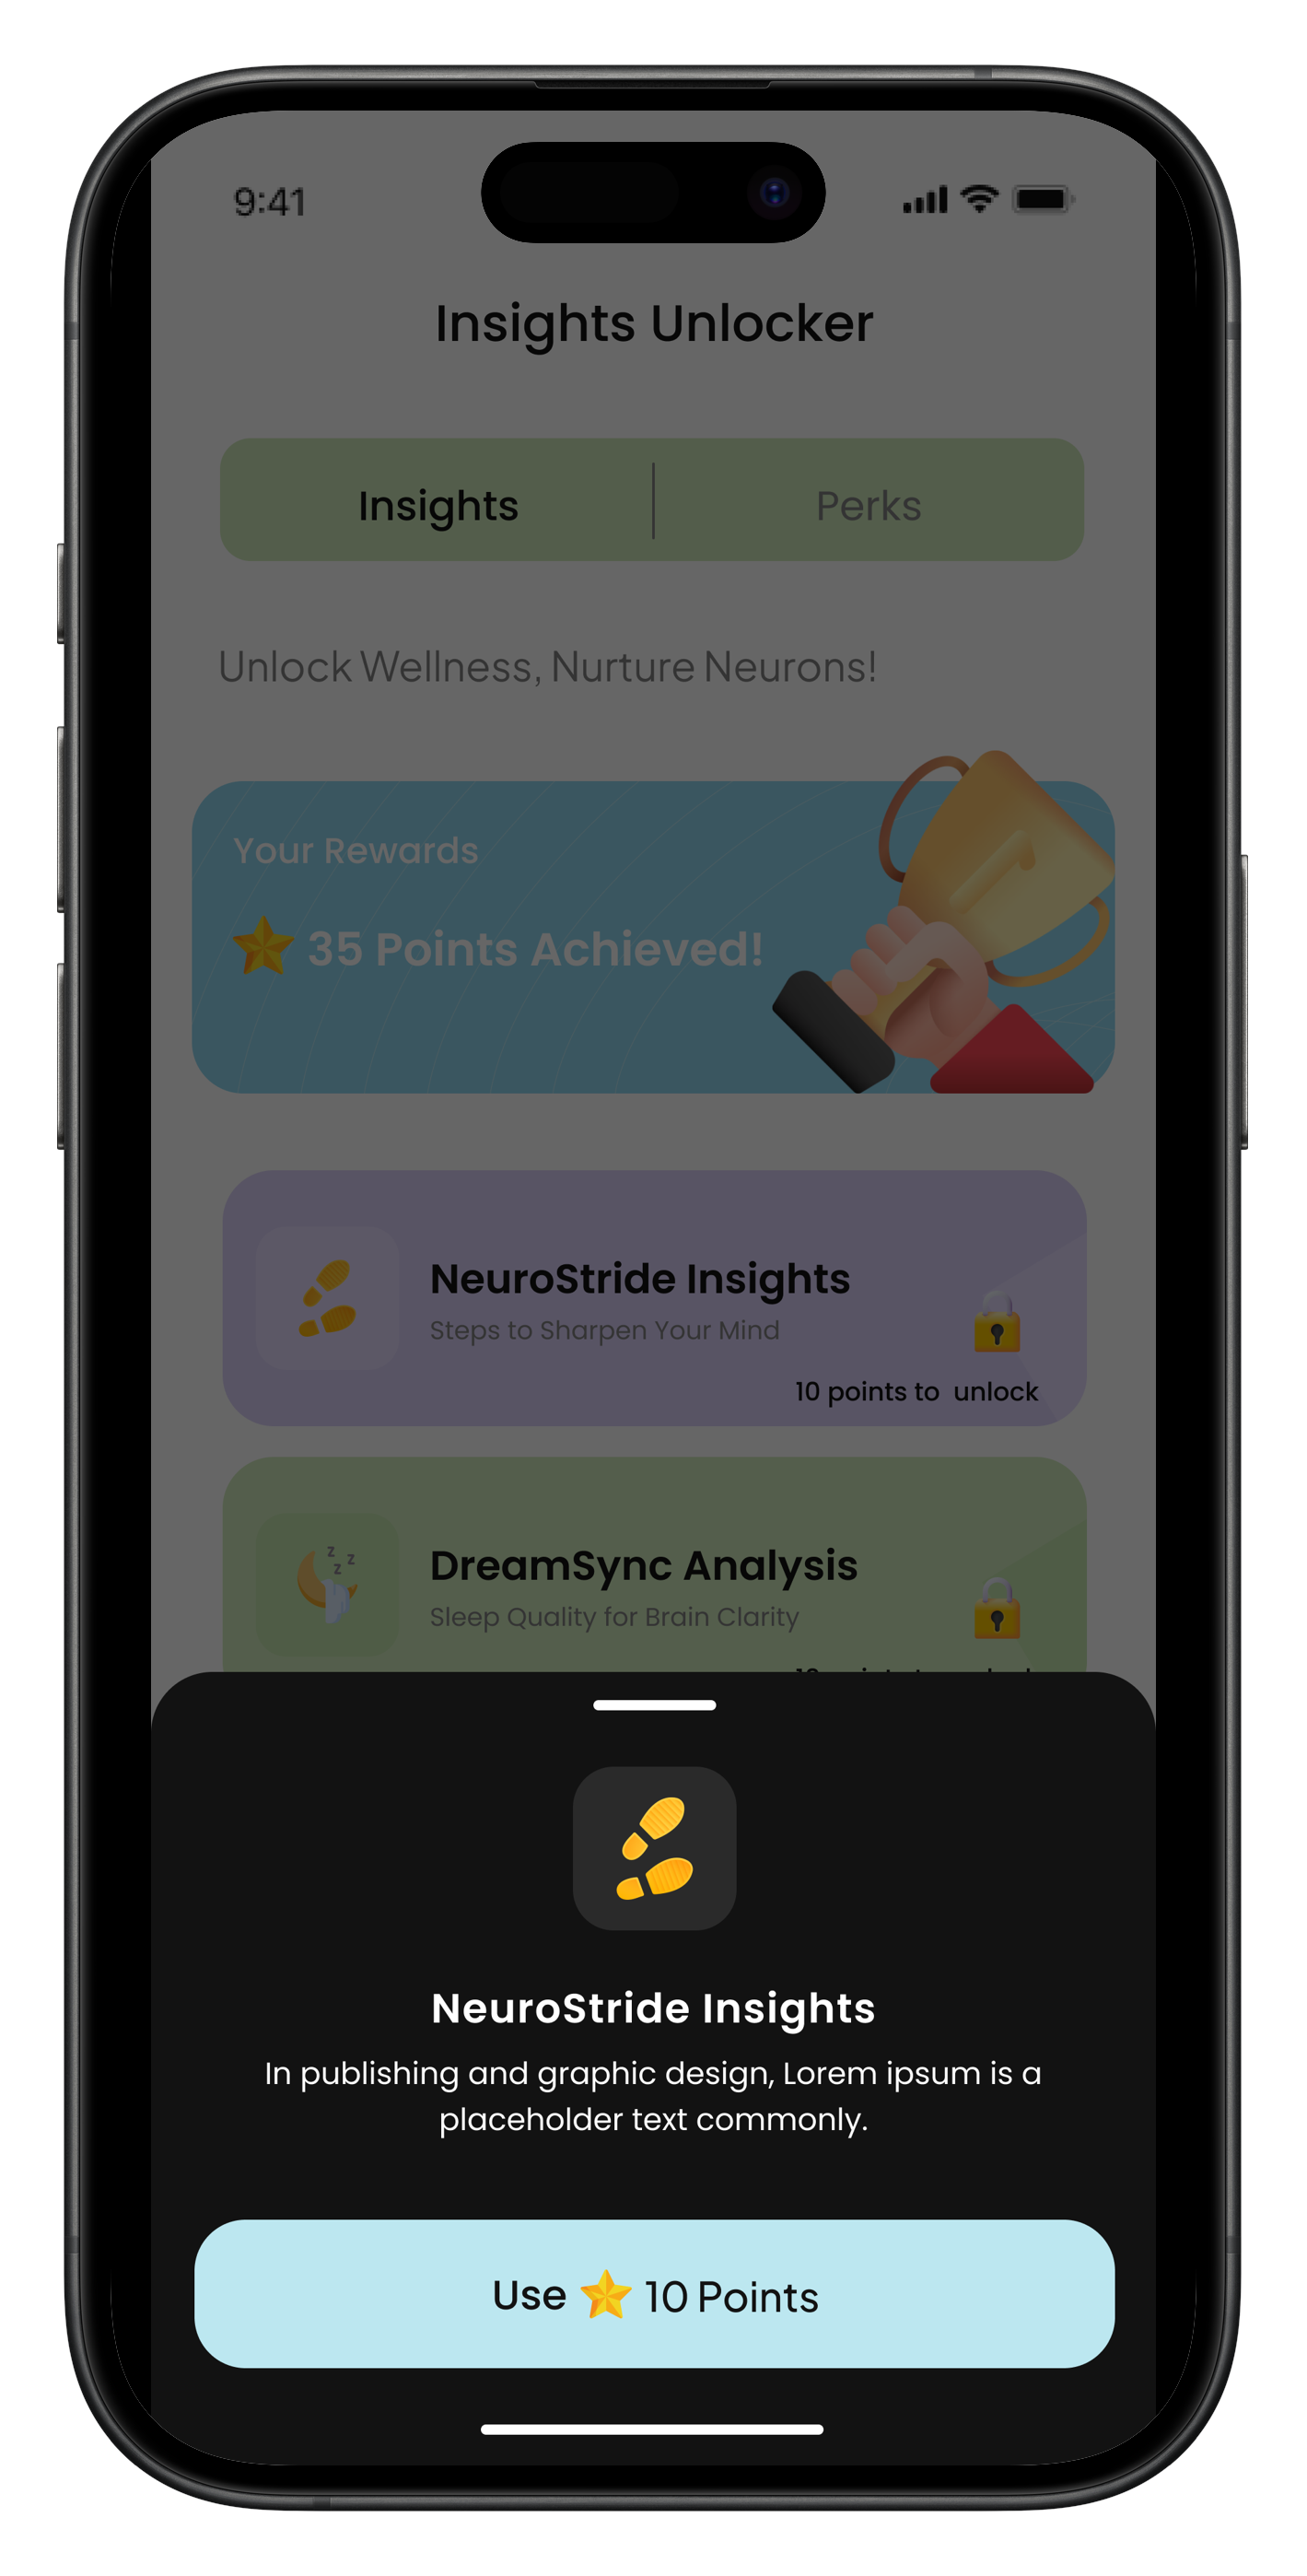 9:41
Insights Unlocker
Insights
Perks
Unlock Wellness, Nurture Neurons!
Your Rewards
35 Points Achieved!
NeuroStride Insights
Steps to Sharpen Your Mind
10 points to  unlock
z z
z
DreamSync Analysis
Sleep Quality for Brain Clarity
NeuroStride Insights
In publishing and graphic design, Lorem ipsum is a
placeholder text commonly.
Use 10 Points